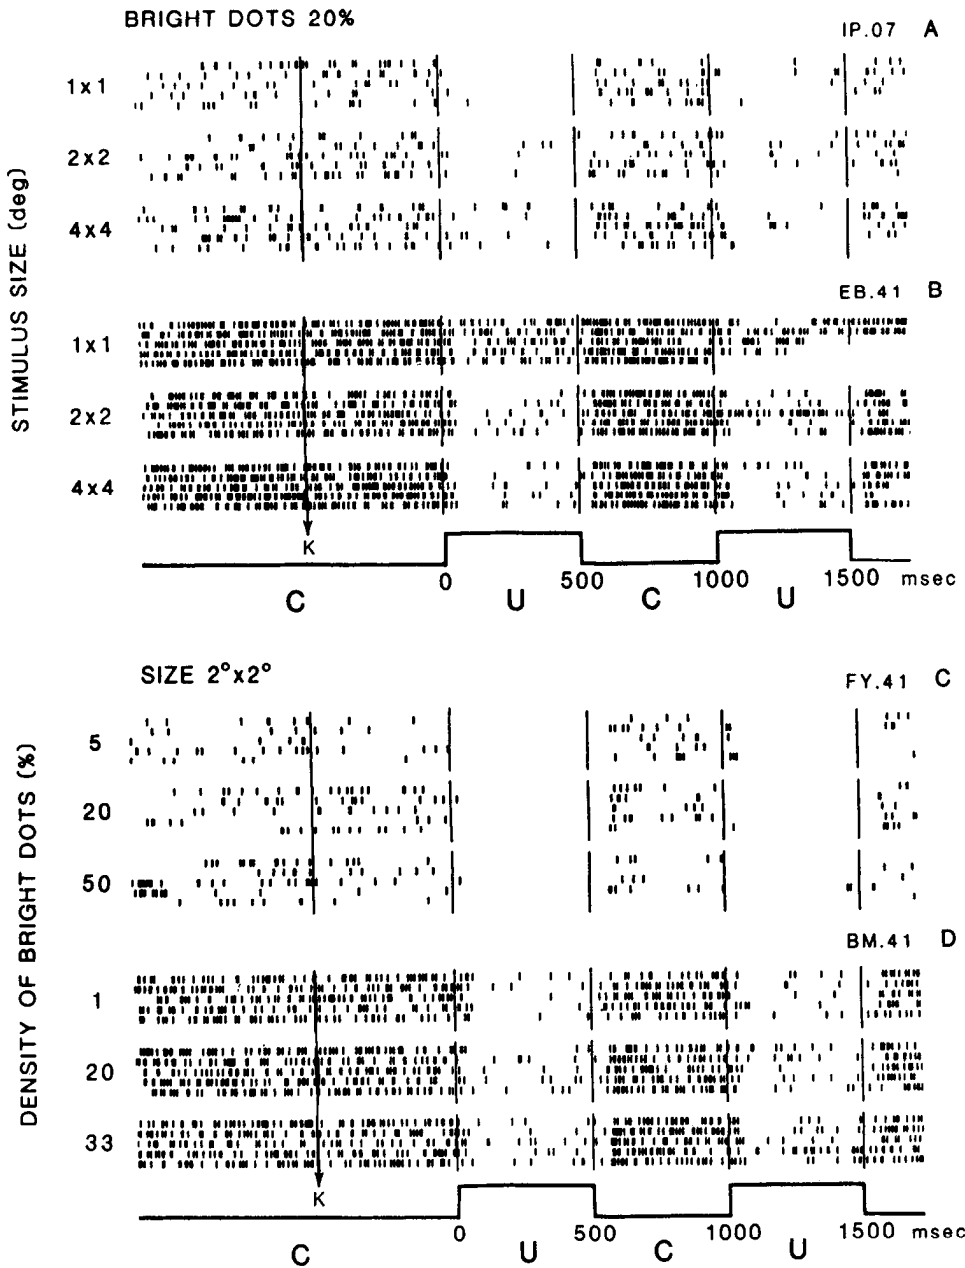 BRIGHT DOTS 20%
IP.07 A
1x1
2x2
4x4
STIMULUS SIZE (deg)
EB.41 B
1x1
2x2
4x4
K
0 500 1000 1500 msec
C U C U
SIZE 2°x2°
FY.41 C
5
20
50
DENSITY OF BRIGHT DOTS (%)
BM.41 D
1
20
33
K
0 500 1000 1500 msec
C U C U